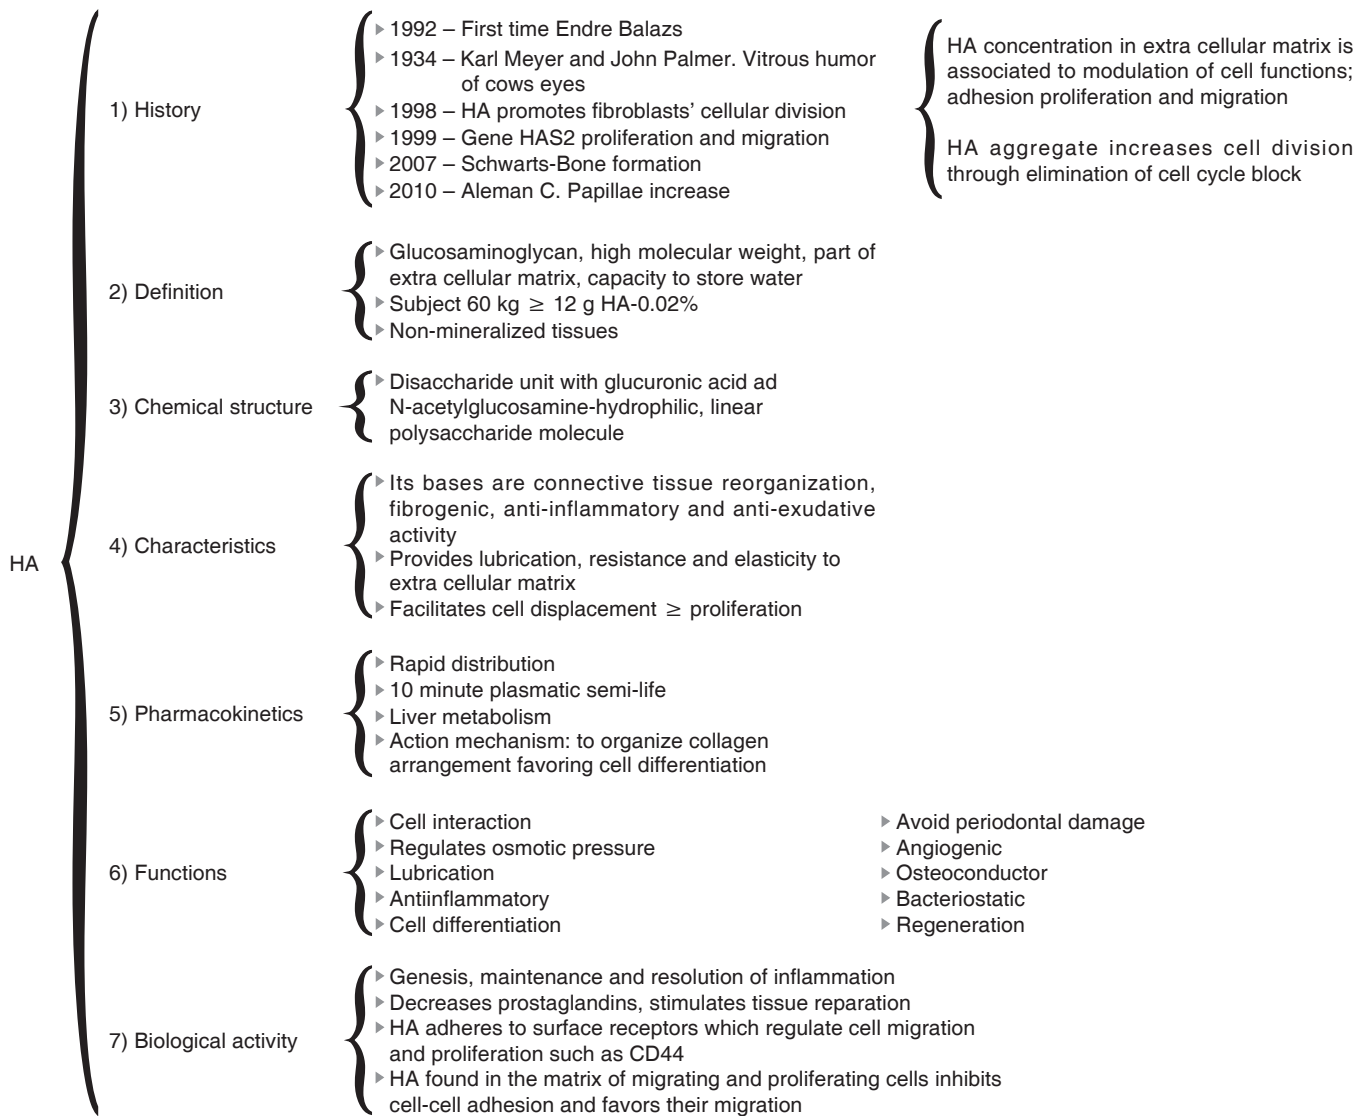 HA
1) History
▶ 1992 – First time Endre Balazs
▶ 1934 – Karl Meyer and John Palmer. Vitrous humor
of cows eyes
▶ 1998 – HA promotes fibroblasts’ cellular division
▶ 1999 – Gene HAS2 proliferation and migration
▶ 2007 – Schwarts-Bone formation
▶ 2010 – Aleman C. Papillae increase
HA concentration in extra cellular matrix is
associated to modulation of cell functions;
adhesion proliferation and migration
HA aggregate increases cell division
through elimination of cell cycle block
2) Definition
▶ Glucosaminoglycan, high molecular weight, part of
extra cellular matrix, capacity to store water
▶ Subject 60 kg ≥ 12 g HA-0.02%
▶ Non-mineralized tissues
3) Chemical structure
▶ Disaccharide unit with glucuronic acid ad
N-acetylglucosamine-hydrophilic, linear
polysaccharide molecule
4) Characteristics
▶ Its bases are connective tissue reorganization,
fibrogenic, anti-inflammatory and anti-exudative
activity
▶ Provides lubrication, resistance and elasticity to
extra cellular matrix
▶ Facilitates cell displacement ≥ proliferation
5) Pharmacokinetics
▶ Rapid distribution
▶ 10 minute plasmatic semi-life
▶ Liver metabolism
▶ Action mechanism: to organize collagen
arrangement favoring cell differentiation
6) Functions
▶ Cell interaction
▶ Regulates osmotic pressure
▶ Lubrication
▶ Antiinflammatory
▶ Cell differentiation
▶ Avoid periodontal damage
▶ Angiogenic
▶ Osteoconductor
▶ Bacteriostatic
▶ Regeneration
7) Biological activity
▶ Genesis, maintenance and resolution of inflammation
▶ Decreases prostaglandins, stimulates tissue reparation
▶ HA adheres to surface receptors which regulate cell migration
and proliferation such as CD44
▶ HA found in the matrix of migrating and proliferating cells inhibits
cell-cell adhesion and favors their migration